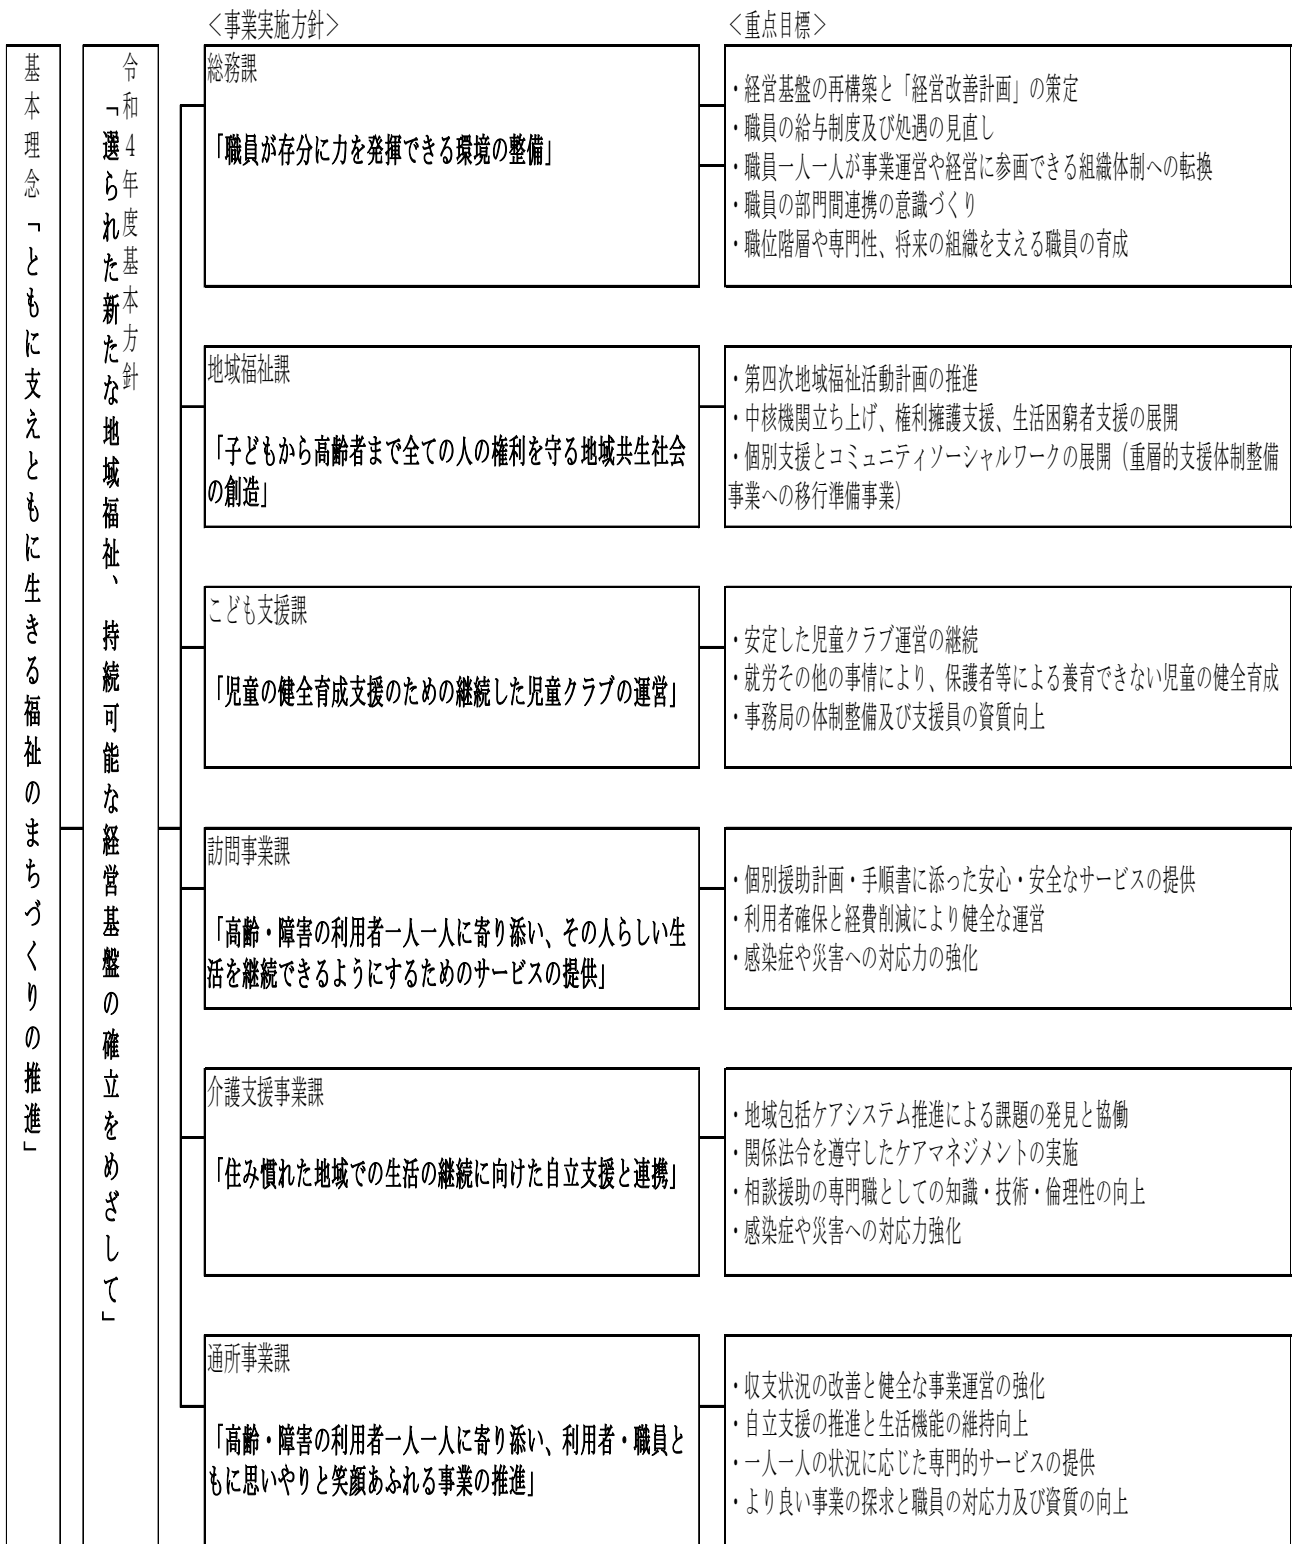 基本理念「ともに支えともに生きる福祉のまちづくりの推進」
令和４年度基本方針
「選られた新たな地域福祉、持続可能な経営基盤の確立をめざして」
＜事業実施方針＞
＜重点目標＞
総務課
「職員が存分に力を発揮できる環境の整備」
・経営基盤の再構築と「経営改善計画」の策定
・職員の給与制度及び処遇の見直し
・職員一人一人が事業運営や経営に参画できる組織体制への転換
・職員の部門間連携の意識づくり
・職位階層や専門性、将来の組織を支える職員の育成
地域福祉課
「子どもから高齢者まで全ての人の権利を守る地域共生社会
の創造」
・第四次地域福祉活動計画の推進
・中核機関立ち上げ、権利擁護支援、生活困窮者支援の展開
・個別支援とコミュニティソーシャルワークの展開（重層的支援体制整備
事業への移行準備事業）
こども支援課
「児童の健全育成支援のための継続した児童クラブの運営」
・安定した児童クラブ運営の継続
・就労その他の事情により、保護者等による養育できない児童の健全育成
・事務局の体制整備及び支援員の資質向上
訪問事業課
「高齢・障害の利用者一人一人に寄り添い、その人らしい生
活を継続できるようにするためのサービスの提供」
・個別援助計画・手順書に添った安心・安全なサービスの提供
・利用者確保と経費削減により健全な運営
・感染症や災害への対応力の強化
介護支援事業課
「住み慣れた地域での生活の継続に向けた自立支援と連携」
・地域包括ケアシステム推進による課題の発見と協働
・関係法令を遵守したケアマネジメントの実施
・相談援助の専門職としての知識・技術・倫理性の向上
・感染症や災害への対応力強化
通所事業課
「高齢・障害の利用者一人一人に寄り添い、利用者・職員と
もに思いやりと笑顔あふれる事業の推進」
・収支状況の改善と健全な事業運営の強化
・自立支援の推進と生活機能の維持向上
・一人一人の状況に応じた専門的サービスの提供
・より良い事業の探求と職員の対応力及び資質の向上